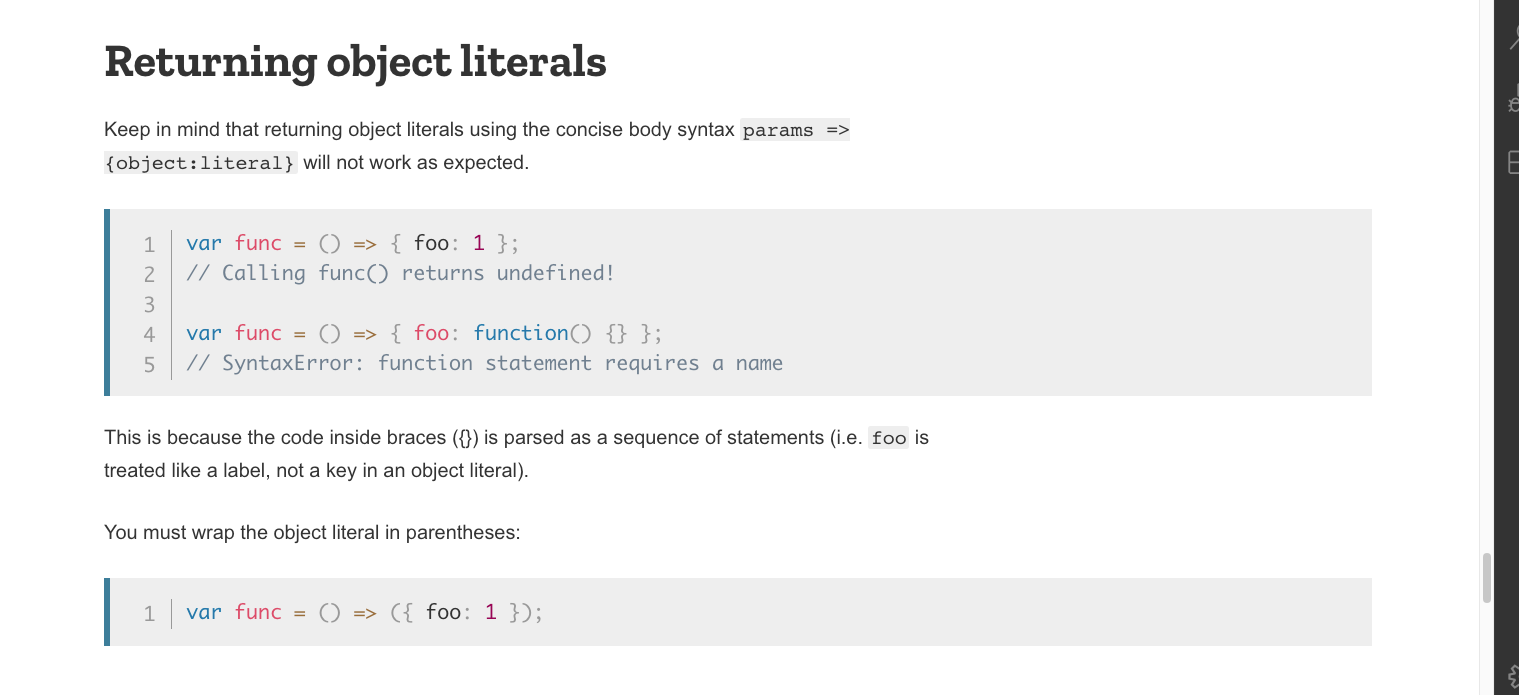 Returning object literals
Keep in mind that returning object literals using the concise body syntax params =>
{object:literal} will not work as expected.
1 var func = () => { foo: 1 };
2 // Calling func() returns undefined!
3
4 var func = () => { foo: function() {} };
5 // SyntaxError: function statement requires a name
This is because the code inside braces ({}) is parsed as a sequence of statements (i.e. foo is
treated like a label, not a key in an object literal).
You must wrap the object literal in parentheses:
1 var func = () => ({ foo: 1 });